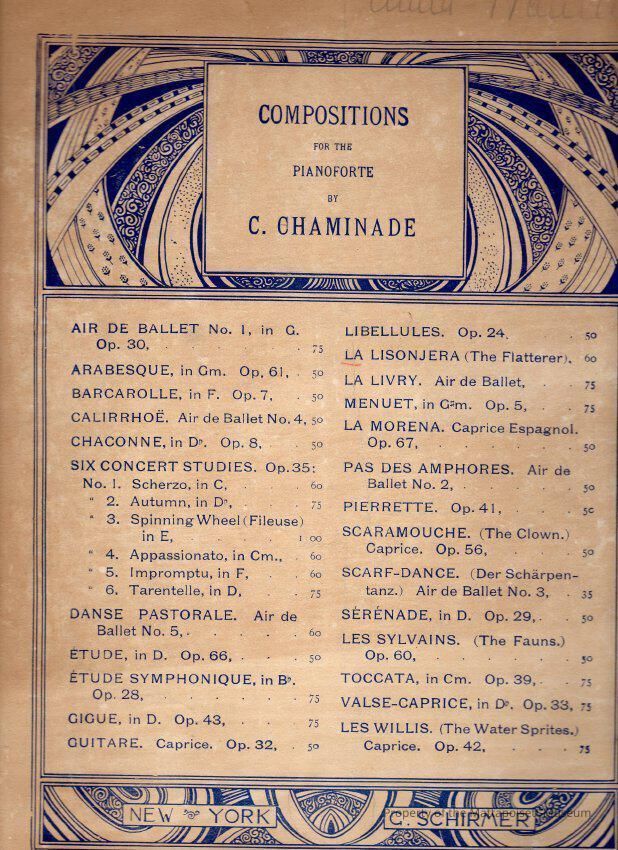 COMPOSITIONS
FOR THE
PIANOFORTE
BY
C. CHAMINADE
AIR DE BALLET No. 1, in G.
Op. 30, 75
ARABESQUE, in Gm. Op. 61, . 50
BARCAROLLE, in F. Op. 7, . 50
CALIRRHOË. Air de Ballet No. 4, 50
CHACONNE, in D♭. Op. 8, . 50
SIX CONCERT STUDIES. Op. 35:
No. 1. Scherzo, in C, . . 60
" 2. Autumn, in D♭, . . 75
" 3. Spinning Wheel (Fileuse)
in E, . . . 1 00
" 4. Appassionato, in Cm., . 60
" 5. Impromptu, in F, . . 60
" 6. Tarentelle, in D, . . 75
DANSE PASTORALE. Air de
Ballet No. 5, . . . . 60
ÉTUDE, in D. Op. 66, . . . 50
ÉTUDE SYMPHONIQUE, in B♭.
Op. 28, . . . . . 75
GIGUE, in D. Op. 43, . . 75
GUITARE. Caprice. Op. 32, . 50
LIBELLULES. Op. 24, . . 50
LA LISONJERA (The Flatterer), 60
LA LIVRY. Air de Ballet, . . 75
MENUET, in G♯m. Op. 5, . . 75
LA MORENA. Caprice Espagnol.
Op. 67, . . . . . 50
PAS DES AMPHORES. Air de
Ballet No. 2, . . . . 50
PIERRETTE. Op. 41, . . . 50
SCARAMOUCHE. (The Clown.)
Caprice. Op. 56, . . . 50
SCARF-DANCE. (Der Schärpen-
tanz.) Air de Ballet No. 3, . 35
SÉRÉNADE, in D. Op. 29, . . 50
LES SYLVAINS. (The Fauns.)
Op. 60, . . . . . 50
TOCCATA, in Cm. Op. 39, . . 75
VALSE-CAPRICE, in D♭. Op. 33, 75
LES WILLIS. (The Water Sprites.)
Caprice. Op. 42, . . . 75
NEW YORK
G. SCHIRMER
Property of the Mattapoisett Museum